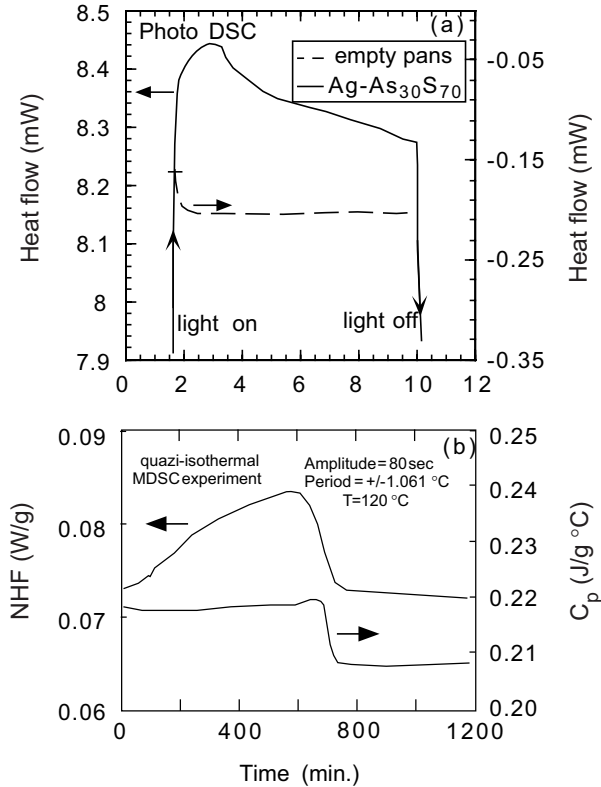 (a)
Photo DSC
empty pans
Ag-As30S70
8.5
8.4
8.3
8.2
8.1
8
7.9
Heat flow (mW)
-0.05
-0.15
-0.25
-0.35
Heat flow (mW)
light on
light off
0 2 4 6 8 10 12
(b)
quazi-isothermal
MDSC experiment
Amplitude=80sec
Period=+/-1.061 °C
T=120 °C
0.09
0.08
0.07
0.06
NHF (W/g)
0.25
0.24
0.23
0.22
0.21
0.20
Cp (J/g °C)
0 400 800 1200
Time (min.)